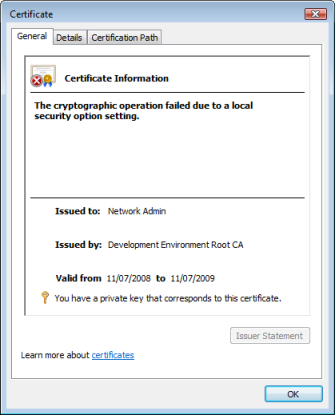 Certificate
General Details Certification Path
Certificate Information
The cryptographic operation failed due to a local
security option setting.
Issued to: Network Admin
Issued by: Development Environment Root CA
Valid from 11/07/2008 to 11/07/2009
You have a private key that corresponds to this certificate.
Issuer Statement
Learn more about certificates
OK